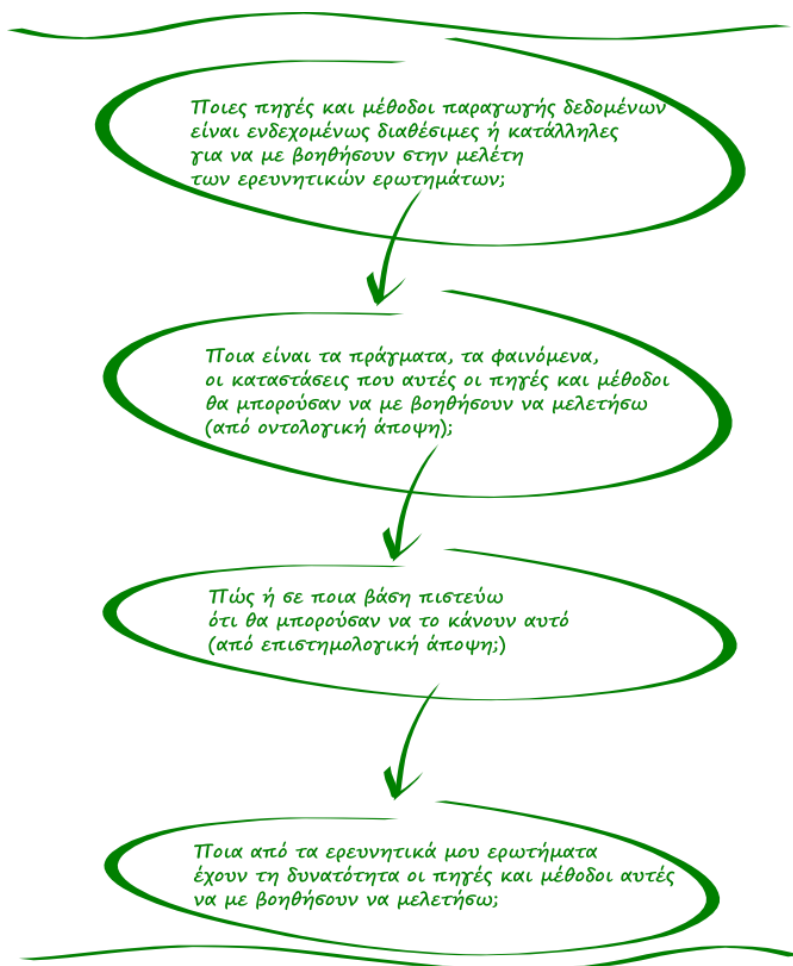 Ποιες πηγές και μέθοδοι παραγωγής δεδομένων
είναι ενδεχομένως διαθέσιμες ή κατάλληλες
για να με βοηθήσουν στην μελέτη
των ερευνητικών ερωτημάτων;
Ποια είναι τα πράγματα, τα φαινόμενα,
οι καταστάσεις που αυτές οι πηγές και μέθοδοι
θα μπορούσαν να με βοηθήσουν να μελετήσω
(από οντολογική άποψη);
Πώς ή σε ποια βάση πιστεύω
ότι θα μπορούσαν να το κάνουν αυτό
(από επιστημολογική άποψη;)
Ποια από τα ερευνητικά μου ερωτήματα
έχουν τη δυνατότητα οι πηγές και μέθοδοι αυτές
να με βοηθήσουν να μελετήσω;